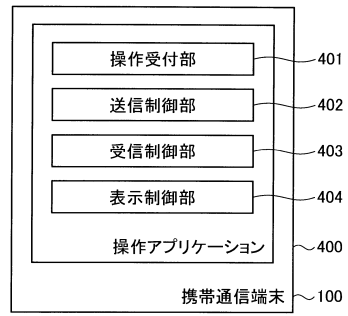 操作受付部 401
送信制御部 402
受信制御部 403
表示制御部 404
操作アプリケーション 400
携帯通信端末 100